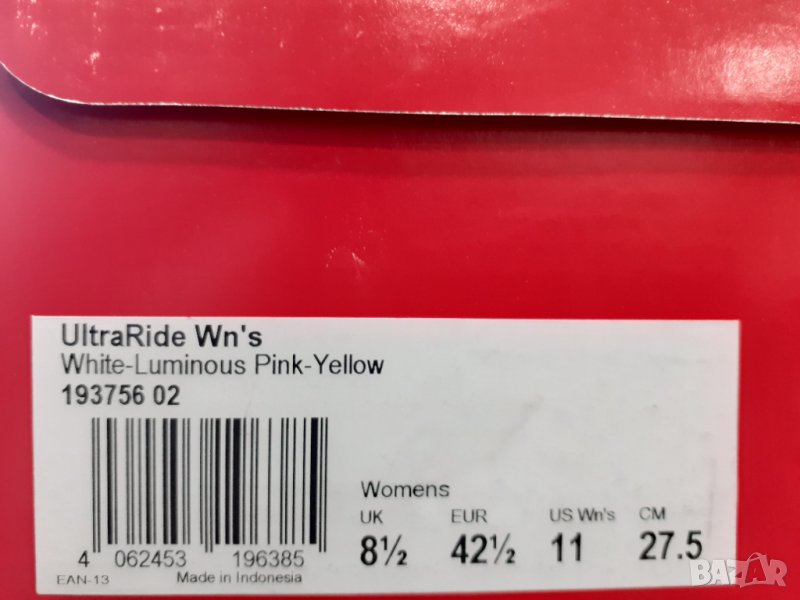 UltraRide Wn's
White-Luminous Pink-Yellow
193756 02
Womens
UK EUR US Wn's CM
8½ 42½ 11 27.5
4 062453 196385
EAN-13 Made in Indonesia
BAZAR